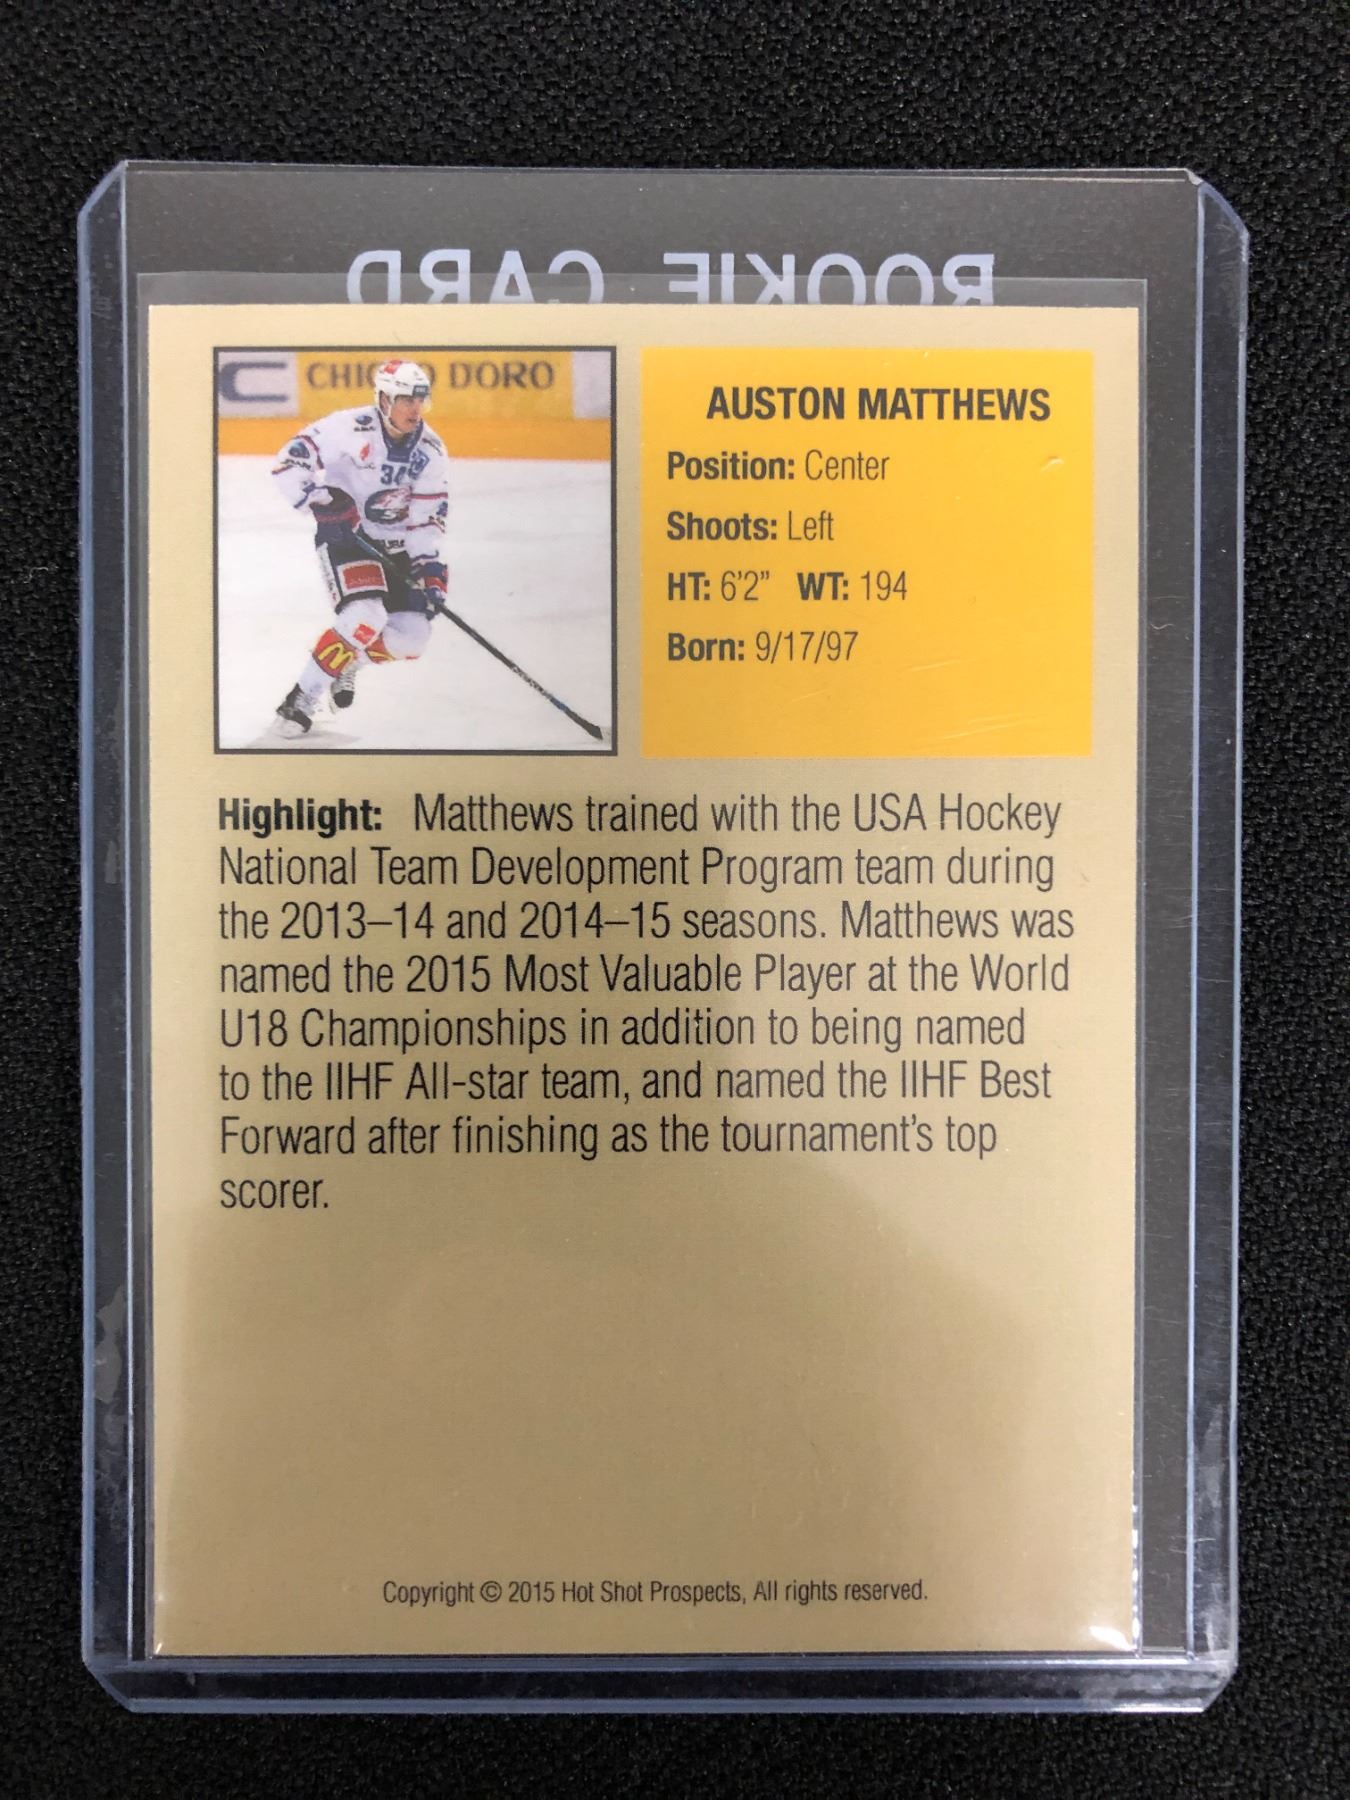 ROOKIE CARD
CHICCO D'ORO
34
AUSTON MATTHEWS
Position: Center
Shoots: Left
HT: 6'2" WT: 194
Born: 9/17/97
Highlight: Matthews trained with the USA Hockey
National Team Development Program team during
the 2013–14 and 2014–15 seasons. Matthews was
named the 2015 Most Valuable Player at the World
U18 Championships in addition to being named
to the IIHF All-star team, and named the IIHF Best
Forward after finishing as the tournament's top
scorer.
Copyright © 2015 Hot Shot Prospects, All rights reserved.